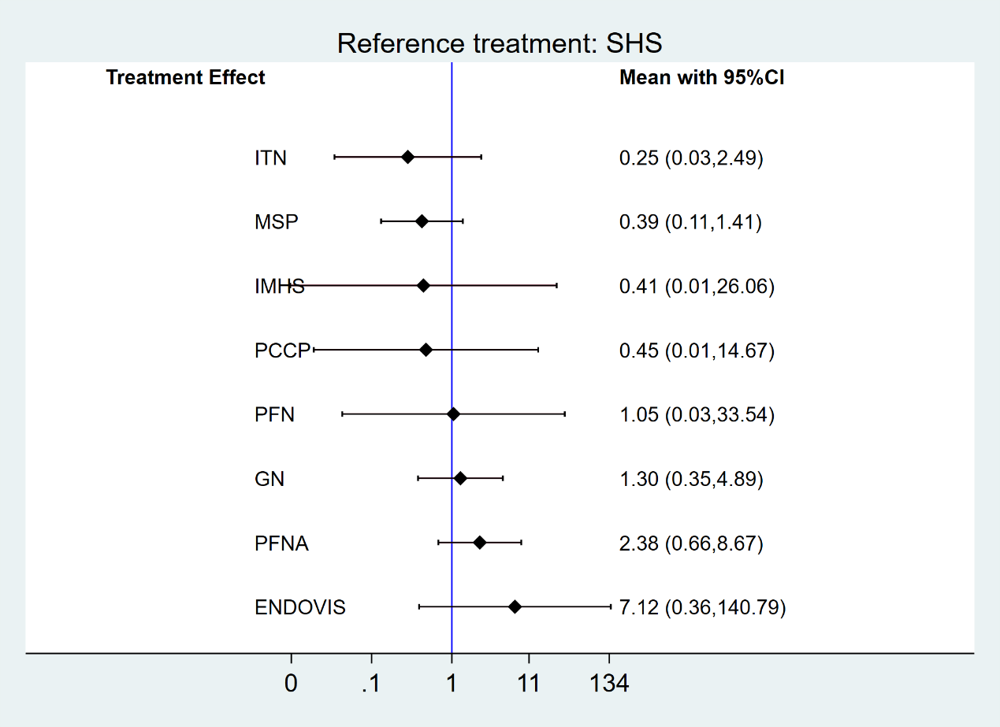 Reference treatment: SHS
Treatment Effect Mean with 95%CI
ITN 0.25 (0.03,2.49)
MSP 0.39 (0.11,1.41)
IMHS 0.41 (0.01,26.06)
PCCP 0.45 (0.01,14.67)
PFN 1.05 (0.03,33.54)
GN 1.30 (0.35,4.89)
PFNA 2.38 (0.66,8.67)
ENDOVIS 7.12 (0.36,140.79)
0 .1 1 11 134